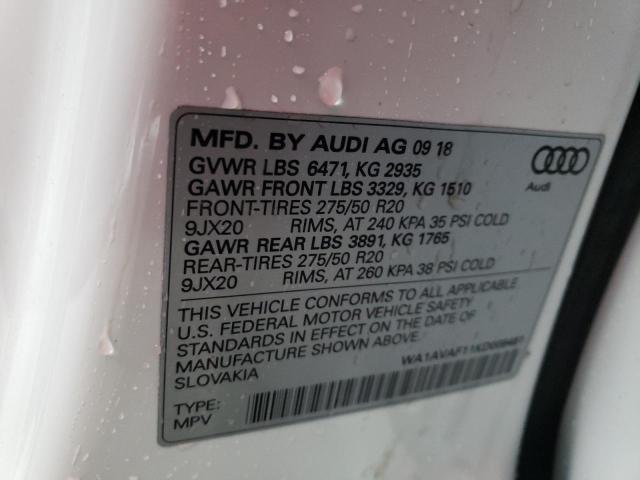 MFD. BY AUDI AG 09 18
GVWR LBS 6471, KG 2935
GAWR FRONT LBS 3329, KG 1510
FRONT-TIRES 275/50 R20
9JX20 RIMS, AT 240 KPA 35 PSI COLD
GAWR REAR LBS 3891, KG 1765
REAR-TIRES 275/50 R20
9JX20 RIMS, AT 260 KPA 38 PSI COLD
Audi
THIS VEHICLE CONFORMS TO ALL APPLICABLE
U.S. FEDERAL MOTOR VEHICLE SAFETY
STANDARDS IN EFFECT ON THE DATE OF
MANUFACTURE SHOWN ABOVE.
SLOVAKIA
TYPE:
MPV